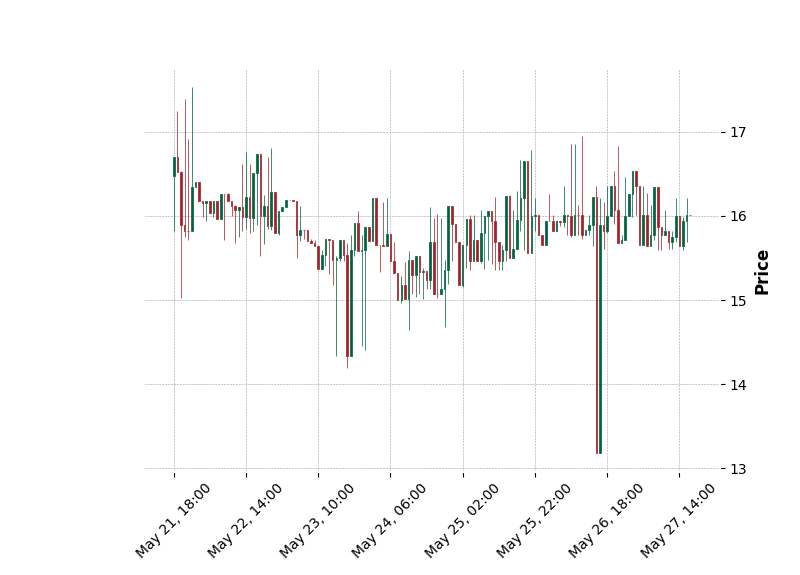 17
16
15
14
13
Price
May 21, 18:00
May 22, 14:00
May 23, 10:00
May 24, 06:00
May 25, 02:00
May 25, 22:00
May 26, 18:00
May 27, 14:00